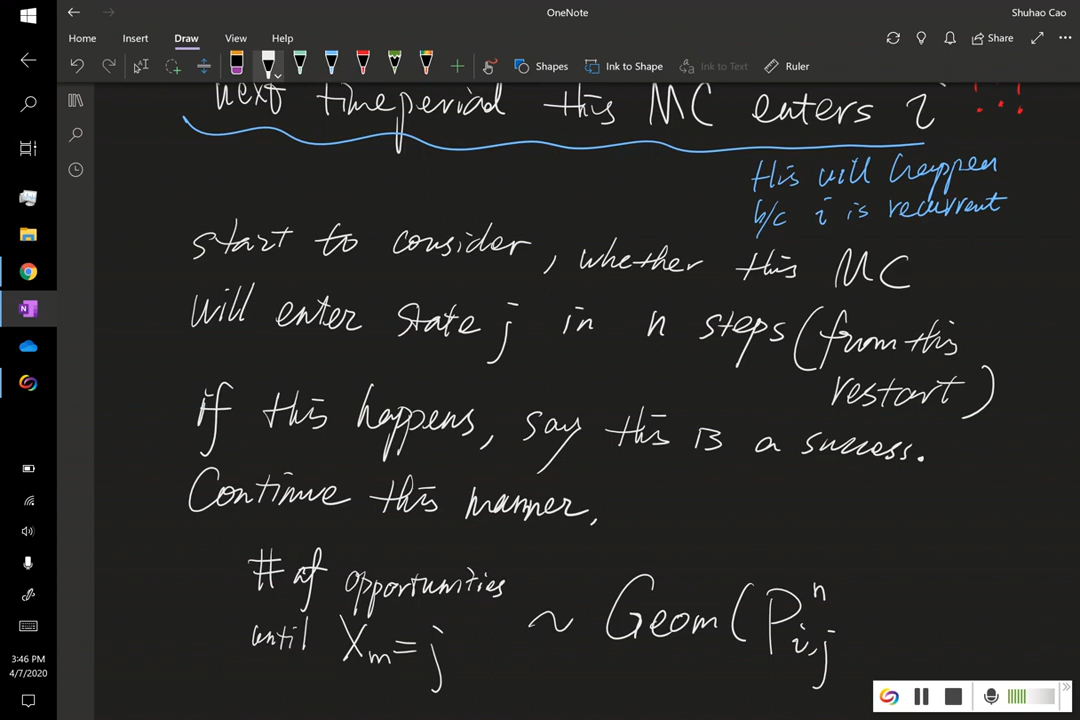 OneNote
Shuhao Cao
Home Insert Draw View Help
Share
Shapes Ink to Shape Ink to Text Ruler
next timeperiod this MC enters i !!!
This will happen
b/c i is recurrent
start to consider, whether this MC
will enter state j in n steps (from this
restart)
if this happens, say this is a success.
Continue this manner,
# of opportunities
until X_m = j ~ Geom(P^n_{i,j}
3:46 PM
4/7/2020